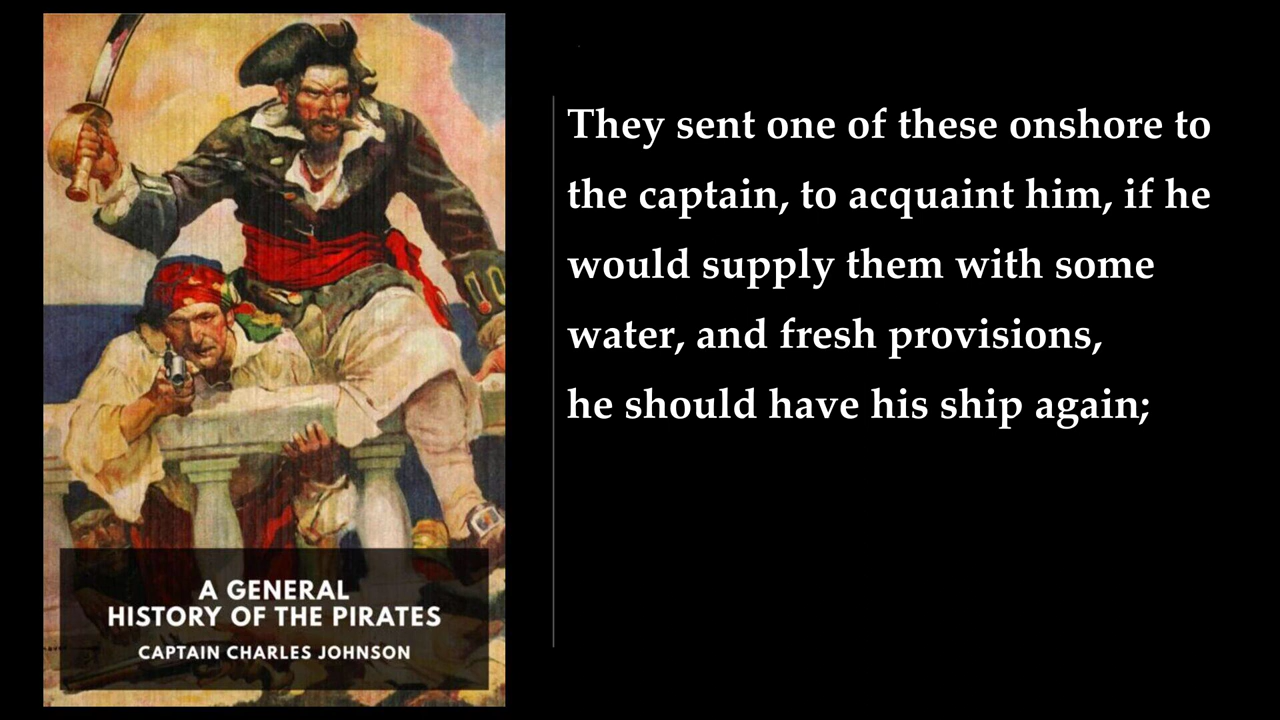 They sent one of these onshore to
the captain, to acquaint him, if he
would supply them with some
water, and fresh provisions,
he should have his ship again;
A GENERAL
HISTORY OF THE PIRATES
CAPTAIN CHARLES JOHNSON